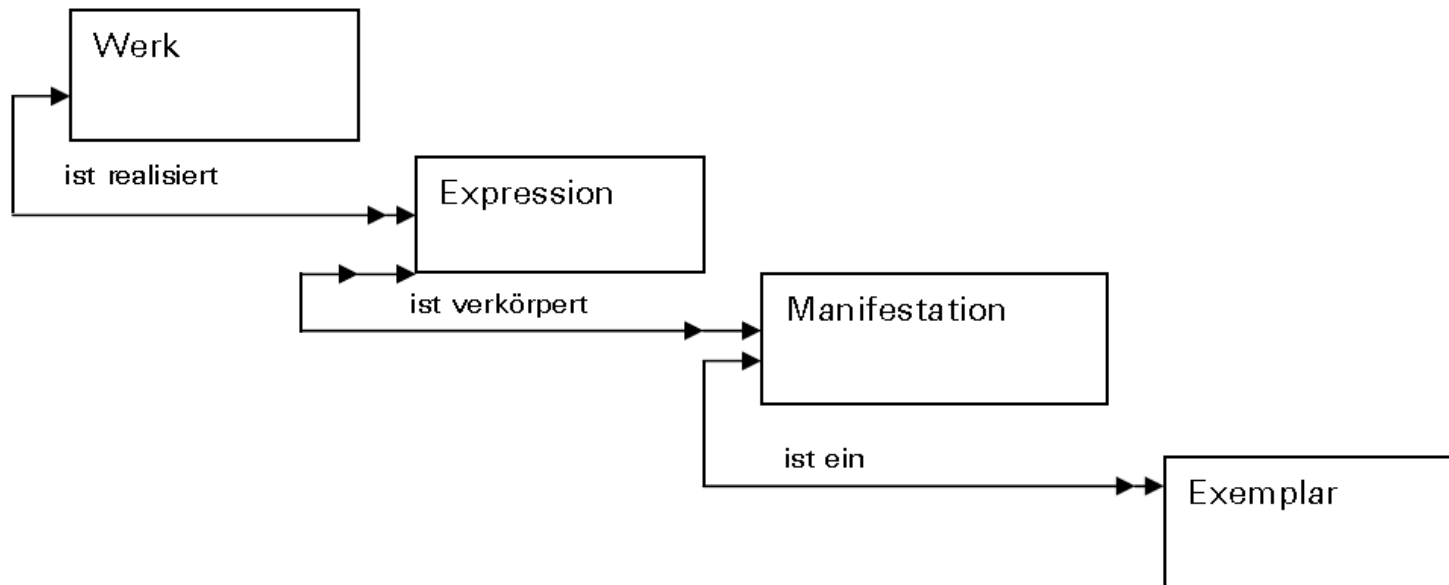 Werk
ist realisiert
Expression
ist verkörpert
Manifestation
ist ein
Exemplar